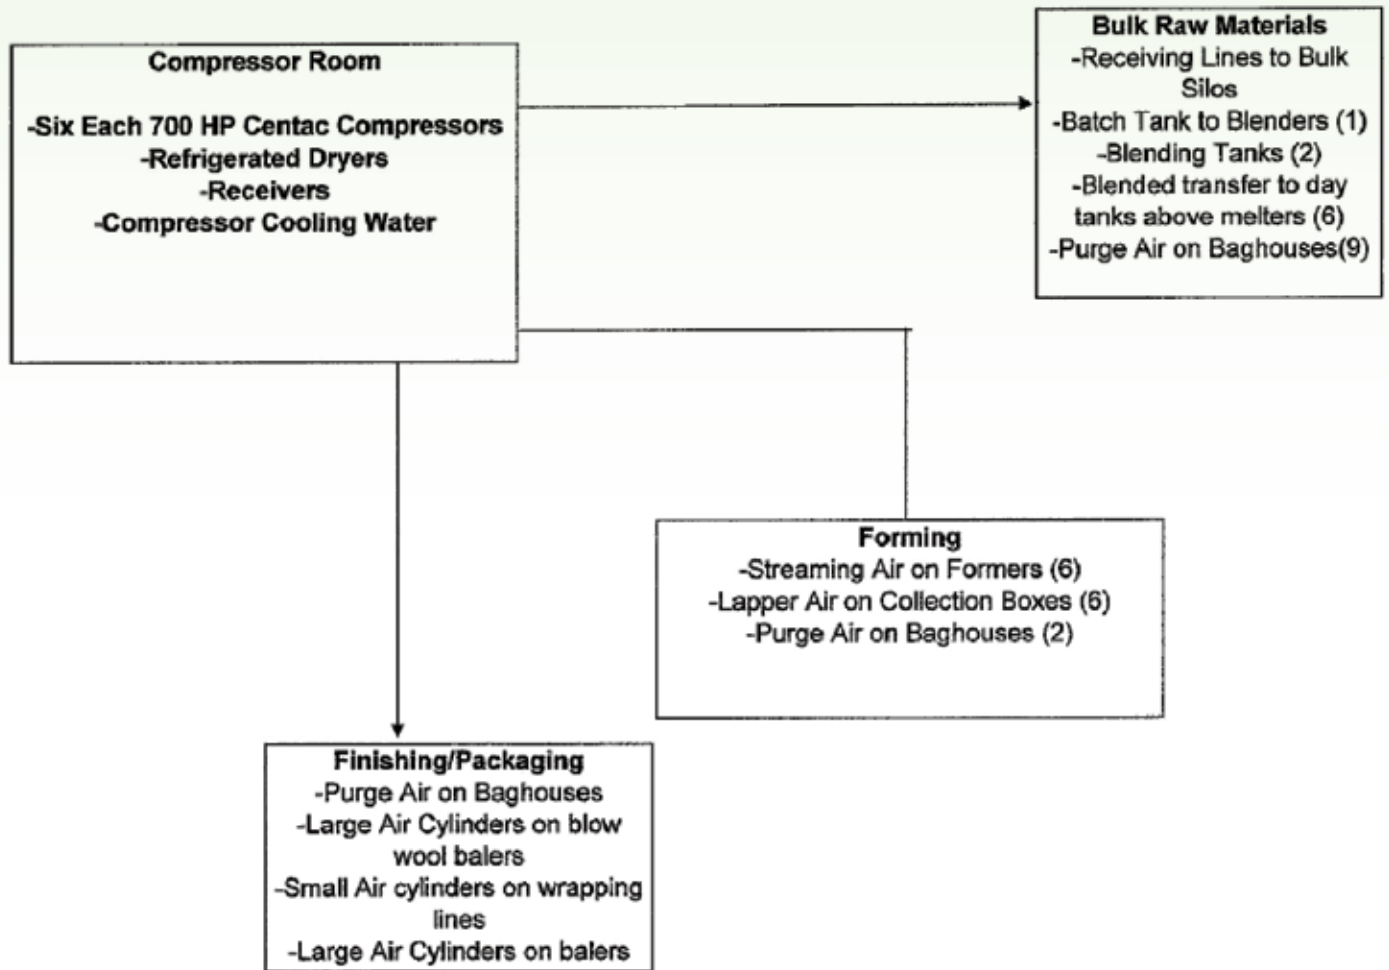 Compressor Room
-Six Each 700 HP Centac Compressors
-Refrigerated Dryers
-Receivers
-Compressor Cooling Water
Bulk Raw Materials
-Receiving Lines to Bulk
Silos
-Batch Tank to Blenders (1)
-Blending Tanks (2)
-Blended transfer to day
tanks above melters (6)
-Purge Air on Baghouses(9)
Forming
-Streaming Air on Formers (6)
-Lapper Air on Collection Boxes (6)
-Purge Air on Baghouses (2)
Finishing/Packaging
-Purge Air on Baghouses
-Large Air Cylinders on blow
wool balers
-Small Air cylinders on wrapping
lines
-Large Air Cylinders on balers